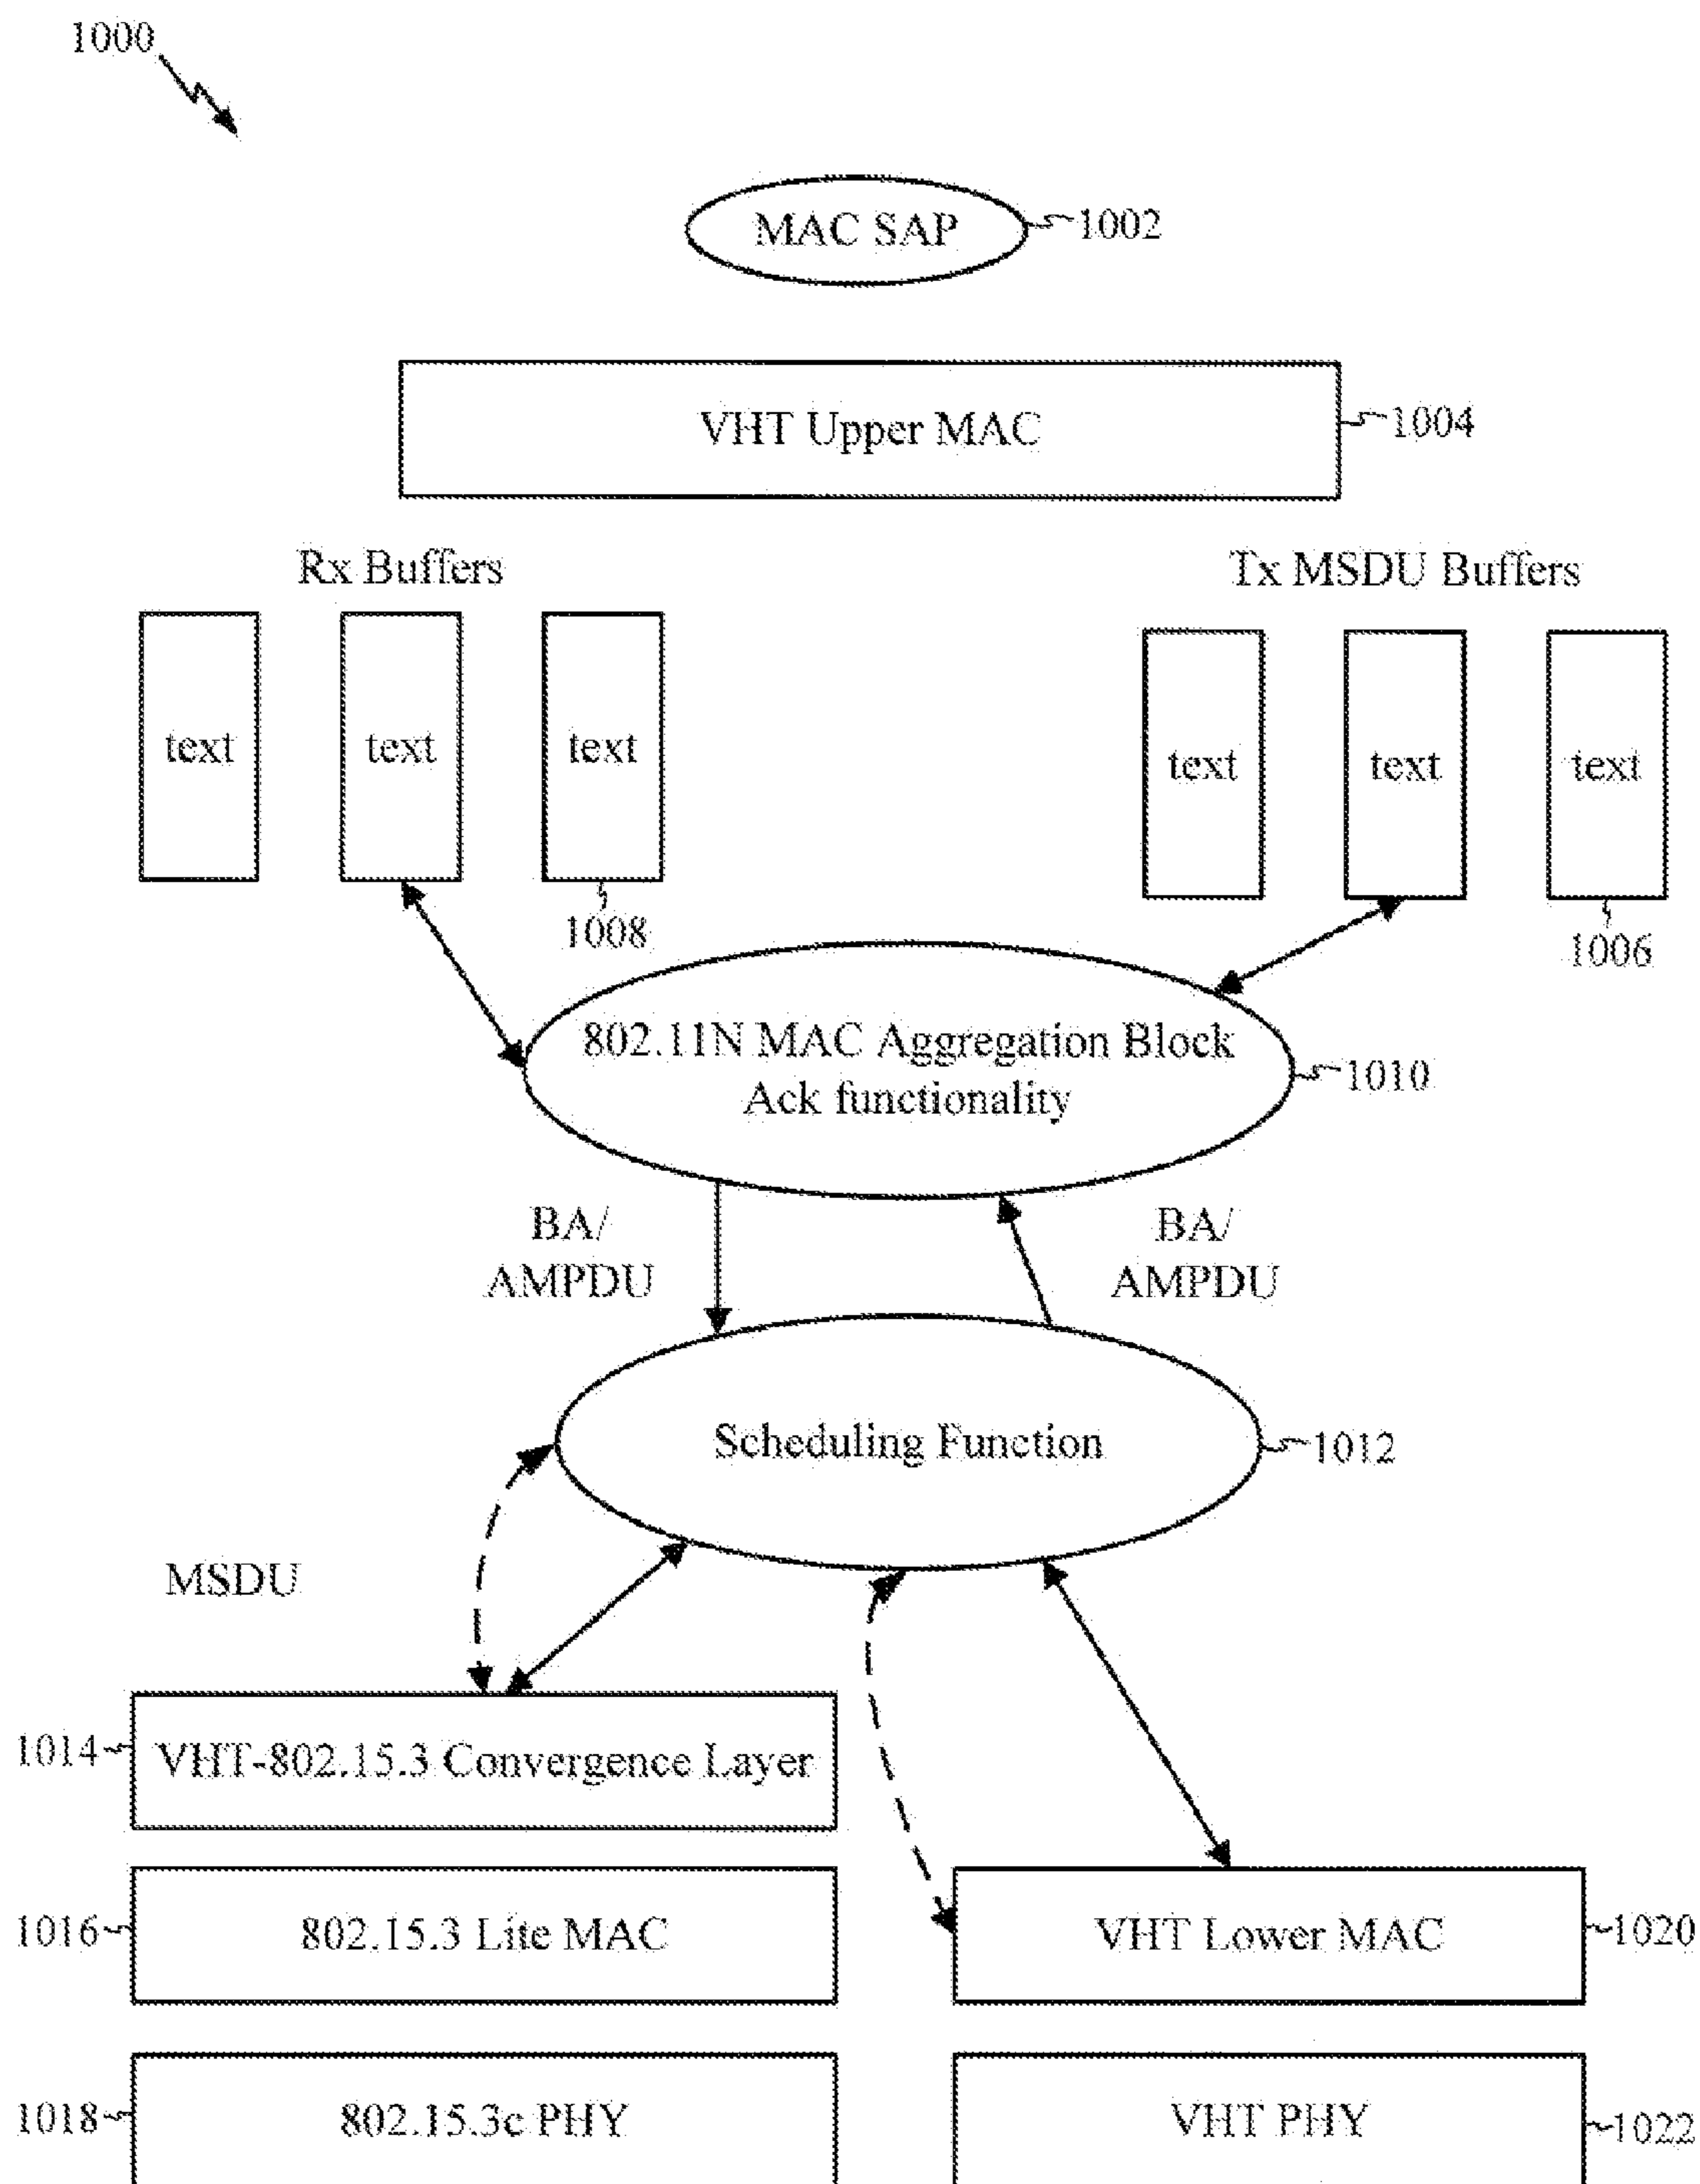 1000
MAC SAP
1002
VHT Upper MAC
1004
Rx Buffers
Tx MSDU Buffers
text
text
text
text
text
text
1008
1006
802.11N MAC Aggregation Block
Ack functionality
1010
BA/
AMPDU
BA/
AMPDU
Scheduling Function
1012
MSDU
1014
VHT-802.15.3 Convergence Layer
1016
802.15.3 Lite MAC
VHT Lower MAC
1020
1018
802.15.3c PHY
VHT PHY
1022